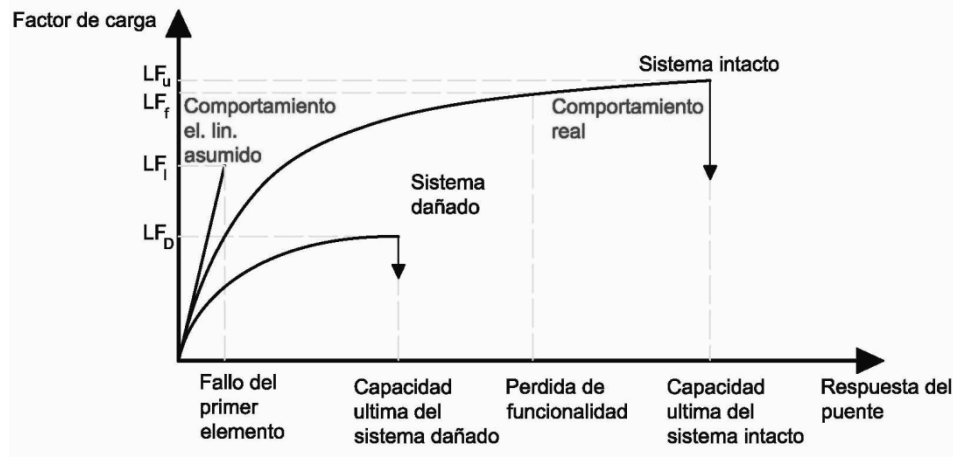 Factor de carga
LFu
LFf
LFl
LFD
Comportamiento
el. lin.
asumido
Sistema intacto
Comportamiento
real
Sistema
dañado
Fallo del
primer
elemento
Capacidad
ultima del
sistema dañado
Perdida de
funcionalidad
Capacidad
ultima del
sistema intacto
Respuesta del
puente